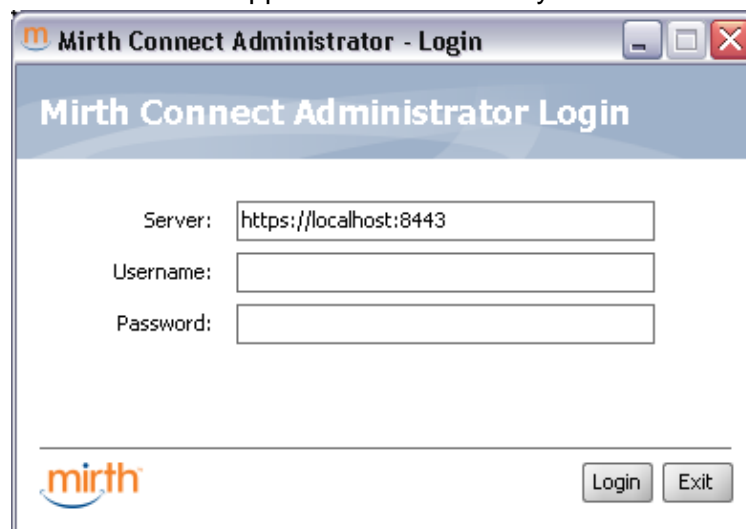 m Mirth Connect Administrator - Login
Mirth Connect Administrator Login
Server: https://localhost:8443
Username:
Password:
mirth
Login Exit